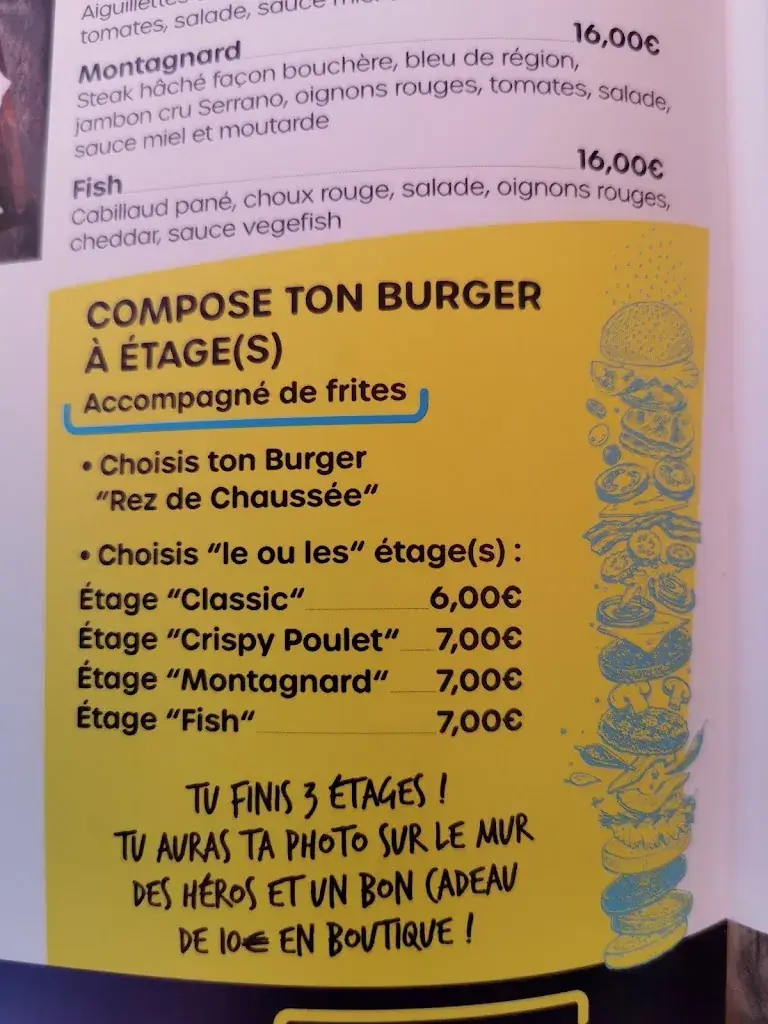 Aiguillettes
tomates, salade, sauce miel
Montagnard 16,00€
Steak hâché façon bouchère, bleu de région,
jambon cru Serrano, oignons rouges, tomates, salade,
sauce miel et moutarde
Fish 16,00€
Cabillaud pané, choux rouge, salade, oignons rouges,
cheddar, sauce vegefish
COMPOSE TON BURGER
À ÉTAGE(S)
Accompagné de frites
• Choisis ton Burger
“Rez de Chaussée“
• Choisis “le ou les“ étage(s) :
Étage “Classic“ 6,00€
Étage “Crispy Poulet“ 7,00€
Étage “Montagnard“ 7,00€
Étage “Fish“ 7,00€
TU FINIS 3 ÉTAGES !
TU AURAS TA PHOTO SUR LE MUR
DES HÉROS ET UN BON CADEAU
DE 10€ EN BOUTIQUE !